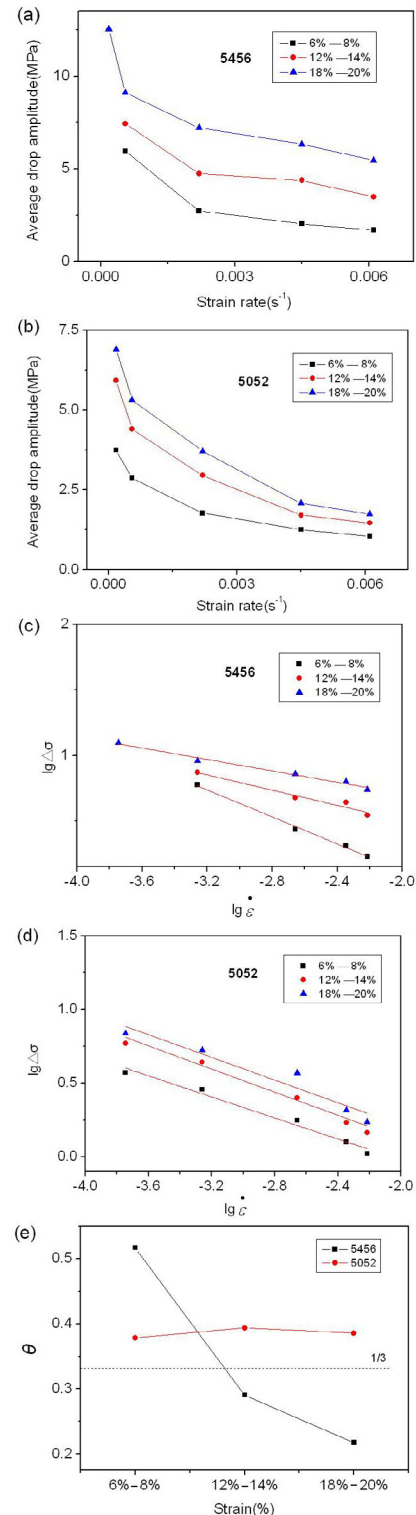 (a)
5456
6% — 8%
12% —14%
18% —20%
Average drop amplitude(MPa)
10
5
0
0.000 0.003 0.006
Strain rate(s⁻¹)
(b)
5052
6% — 8%
12% —14%
18% —20%
Average drop amplitude(MPa)
7.5
5.0
2.5
0.0
0.000 0.003 0.006
Strain rate(s⁻¹)
(c)
5456
6% — 8%
12% —14%
18% —20%
lg △σ
2
1
-4.0 -3.6 -3.2 -2.8 -2.4 -2.0
lg ε̇
(d)
5052
6% — 8%
12% —14%
18% —20%
lg △σ
1.5
1.0
0.5
0.0
-4.0 -3.6 -3.2 -2.8 -2.4 -2.0
lg ε̇
(e)
5456
5052
θ
0.5
0.4
0.3
0.2
1/3
6%–8% 12%–14% 18%–20%
Strain(%)